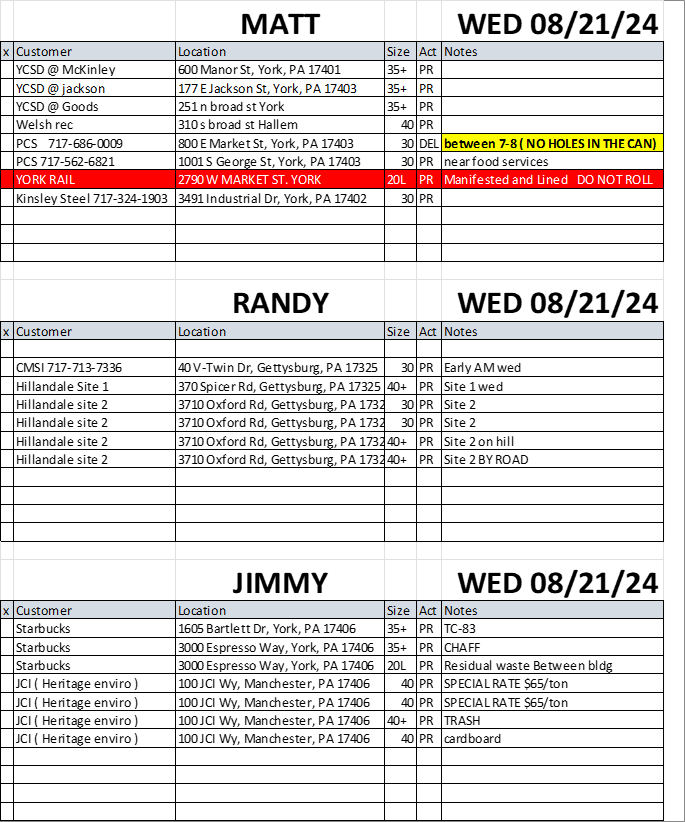 MATT WED 08/21/24
x Customer Location Size Act Notes
YCSD @ McKinley 600 Manor St, York, PA 17401 35+ PR
YCSD @ jackson 177 E Jackson St, York, PA 17403 35+ PR
YCSD @ Goods 251 n broad st York 35+ PR
Welsh rec 310 s broad st Hallem 40 PR
PCS 717-686-0009 800 E Market St, York, PA 17403 30 DEL between 7-8 ( NO HOLES IN THE CAN)
PCS 717-562-6821 1001 S George St, York, PA 17403 30 PR near food services
YORK RAIL 2790 W MARKET ST. YORK 20L PR Manifested and Lined DO NOT ROLL
Kinsley Steel 717-324-1903 3491 Industrial Dr, York, PA 17402 30 PR
RANDY WED 08/21/24
x Customer Location Size Act Notes
CMSI 717-713-7336 40 V-Twin Dr, Gettysburg, PA 17325 30 PR Early AM wed
Hillandale Site 1 370 Spicer Rd, Gettysburg, PA 17325 40+ PR Site 1 wed
Hillandale site 2 3710 Oxford Rd, Gettysburg, PA 1732 30 PR Site 2
Hillandale site 2 3710 Oxford Rd, Gettysburg, PA 1732 30 PR Site 2
Hillandale site 2 3710 Oxford Rd, Gettysburg, PA 1732 40+ PR Site 2 on hill
Hillandale site 2 3710 Oxford Rd, Gettysburg, PA 1732 40+ PR Site 2 BY ROAD
JIMMY WED 08/21/24
x Customer Location Size Act Notes
Starbucks 1605 Bartlett Dr, York, PA 17406 35+ PR TC-83
Starbucks 3000 Espresso Way, York, PA 17406 35+ PR CHAFF
Starbucks 3000 Espresso Way, York, PA 17406 20L PR Residual waste Between bldg
JCI ( Heritage enviro ) 100 JCI Wy, Manchester, PA 17406 40 PR SPECIAL RATE $65/ton
JCI ( Heritage enviro ) 100 JCI Wy, Manchester, PA 17406 40 PR SPECIAL RATE $65/ton
JCI ( Heritage enviro ) 100 JCI Wy, Manchester, PA 17406 40+ PR TRASH
JCI ( Heritage enviro ) 100 JCI Wy, Manchester, PA 17406 40 PR cardboard